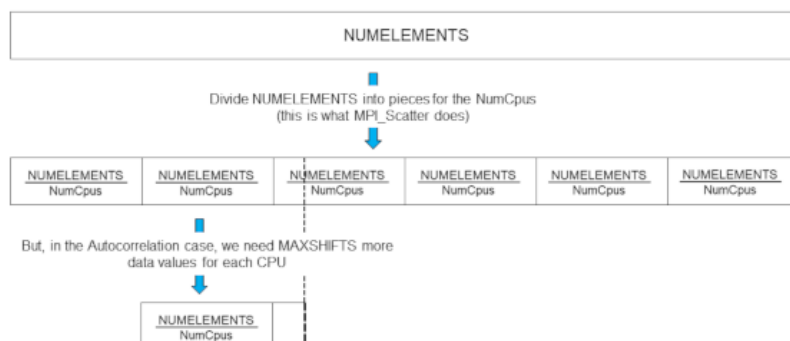 NUMELEMENTS
Divide NUMELEMENTS into pieces for the NumCpus
(this is what MPI_Scatter does)
NUMELEMENTS NUMELEMENTS NUMELEMENTS NUMELEMENTS NUMELEMENTS NUMELEMENTS
NumCpus NumCpus NumCpus NumCpus NumCpus NumCpus
But, in the Autocorrelation case, we need MAXSHIFTS more
data values for each CPU
NUMELEMENTS
NumCpus